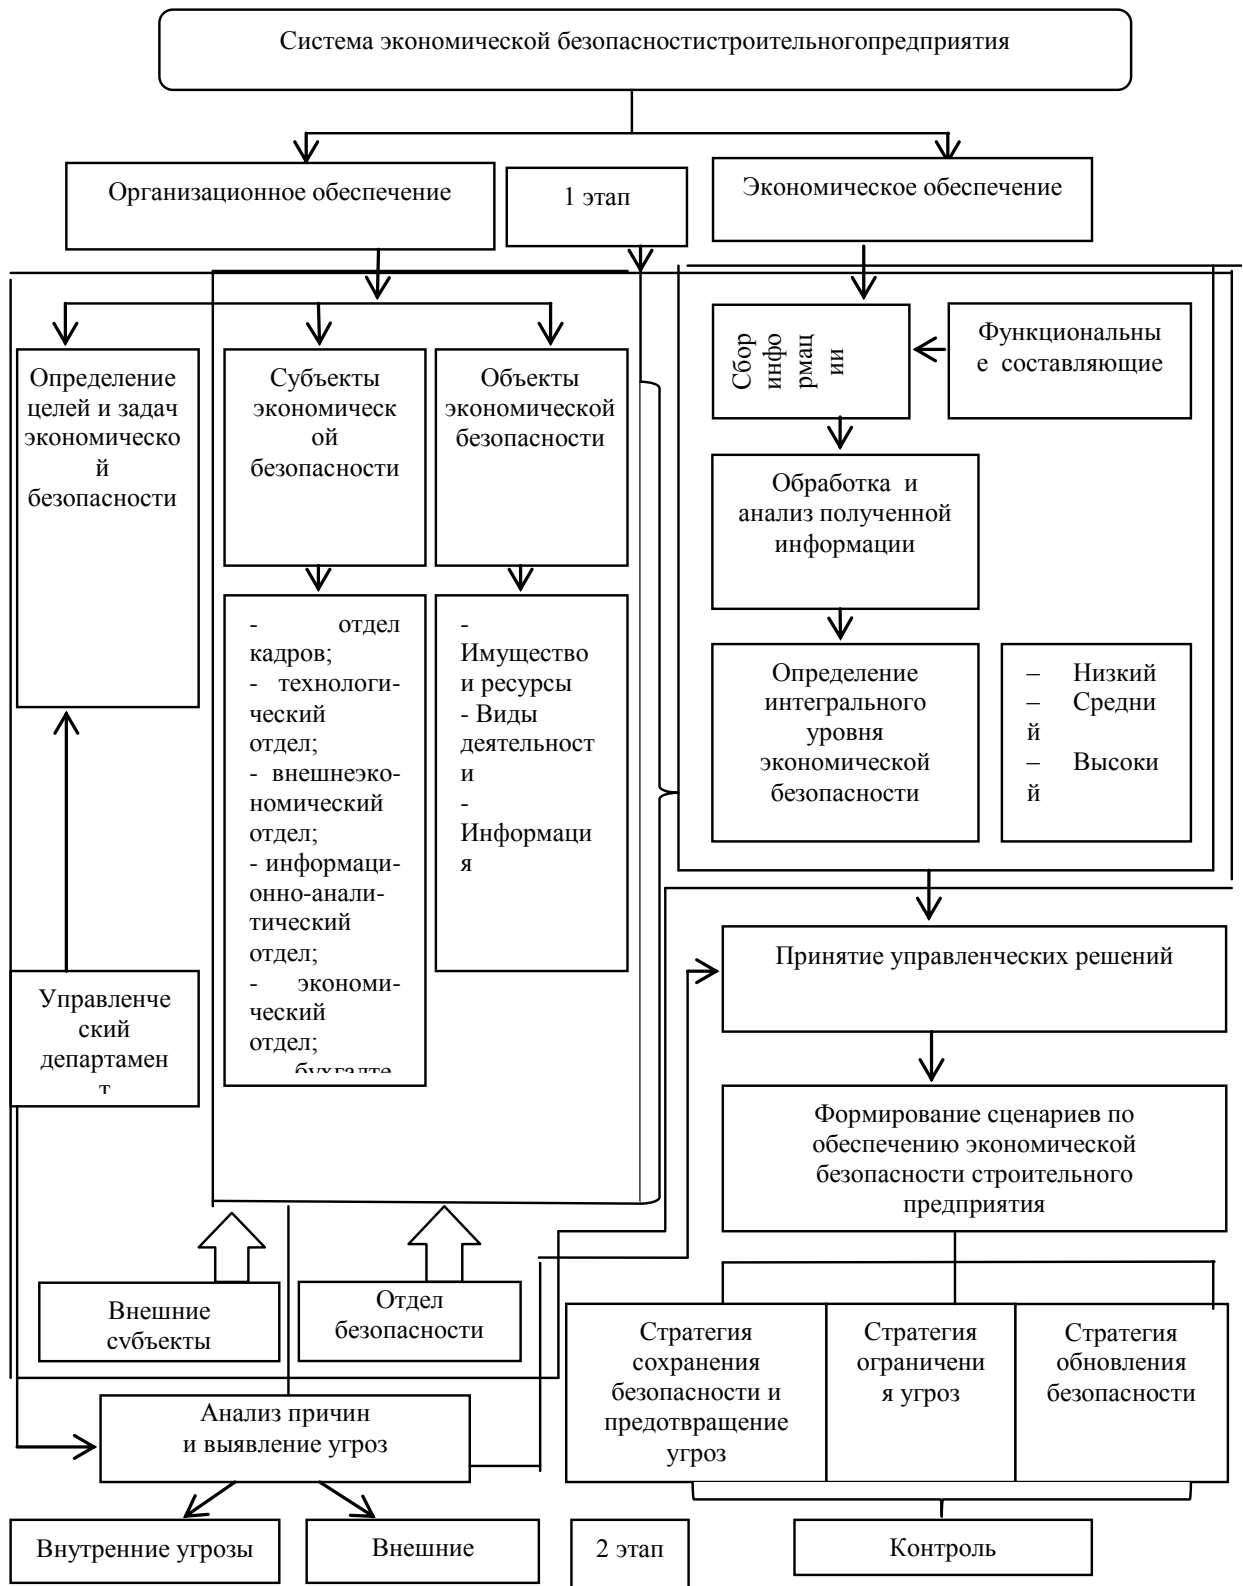 Система экономической безопасностистроительногопредприятия
Организационное обеспечение
1 этап
Экономическое обеспечение
Определение
целей и задач
экономическо
й
безопасности
Субъекты
экономическ
ой
безопасности
Объекты
экономической
безопасности
Сбор
инфо
рмац
ии
Функциональны
е составляющие
Обработка и
анализ полученной
информации
- отдел
кадров;
- технологи-
ческий
отдел;
- внешнеэко-
номический
отдел;
- информаци-
онно-анали-
тический
отдел;
- экономи-
ческий
отдел;
бухгалте
-
Имущество
и ресурсы
- Виды
деятельност
и
-
Информаци
я
Определение
интегрального
уровня
экономической
безопасности
– Низкий
– Средни
й
– Высоки
й
Управленче
ский
департамен
т
Принятие управленческих решений
Формирование сценариев по
обеспечению экономической
безопасности строительного
предприятия
Внешние
субъекты
Отдел
безопасности
Стратегия
сохранения
безопасности и
предотвращение
угроз
Стратегия
ограничени
я угроз
Стратегия
обновления
безопасности
Анализ причин
и выявление угроз
Внутренние угрозы
Внешние
2 этап
Контроль